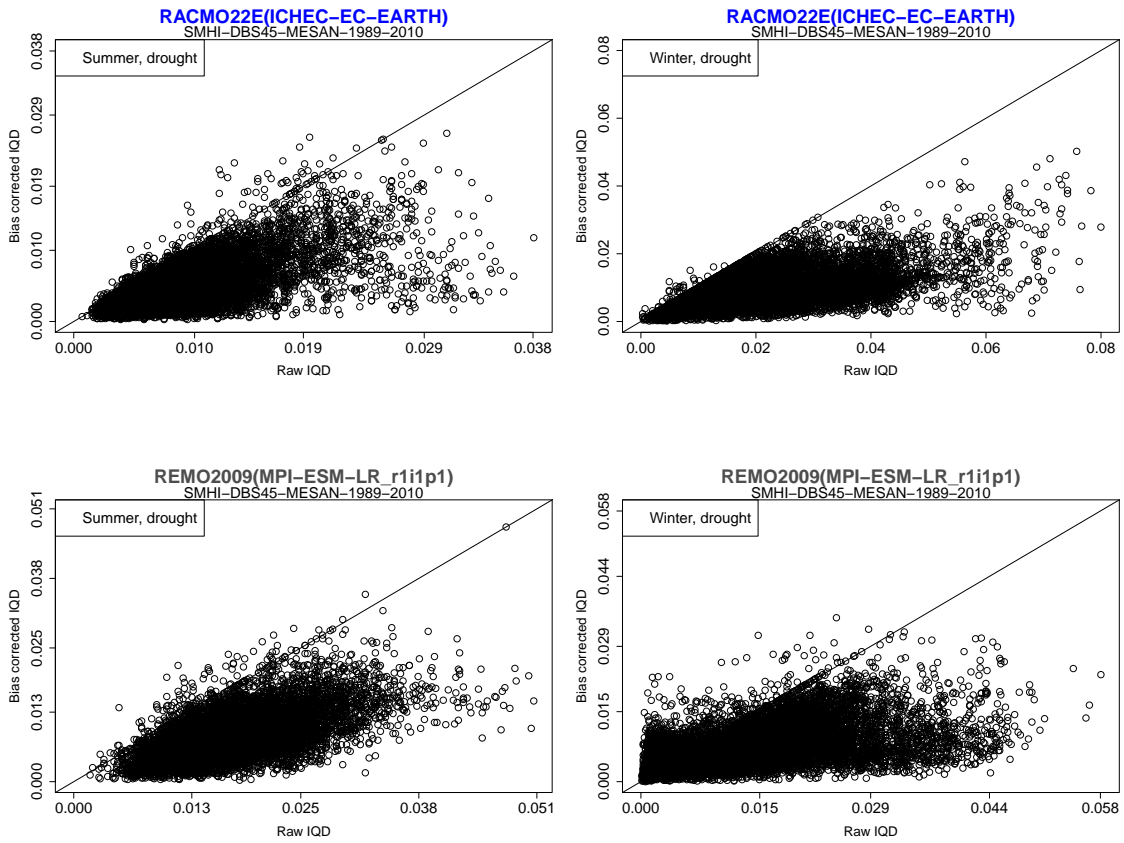 RACMO22E(ICHEC−EC−EARTH)
SMHI−DBS45−MESAN−1989−2010
Summer, drought
Bias corrected IQD
0.000 0.010 0.019 0.029 0.038
0.000 0.010 0.019 0.029 0.038
Raw IQD
RACMO22E(ICHEC−EC−EARTH)
SMHI−DBS45−MESAN−1989−2010
Winter, drought
Bias corrected IQD
0.00 0.02 0.04 0.06 0.08
0.00 0.02 0.04 0.06 0.08
Raw IQD
REMO2009(MPI−ESM−LR_r1i1p1)
SMHI−DBS45−MESAN−1989−2010
Summer, drought
Bias corrected IQD
0.000 0.013 0.025 0.038 0.051
0.000 0.013 0.025 0.038 0.051
Raw IQD
REMO2009(MPI−ESM−LR_r1i1p1)
SMHI−DBS45−MESAN−1989−2010
Winter, drought
Bias corrected IQD
0.000 0.015 0.029 0.044 0.058
0.000 0.015 0.029 0.044 0.058
Raw IQD